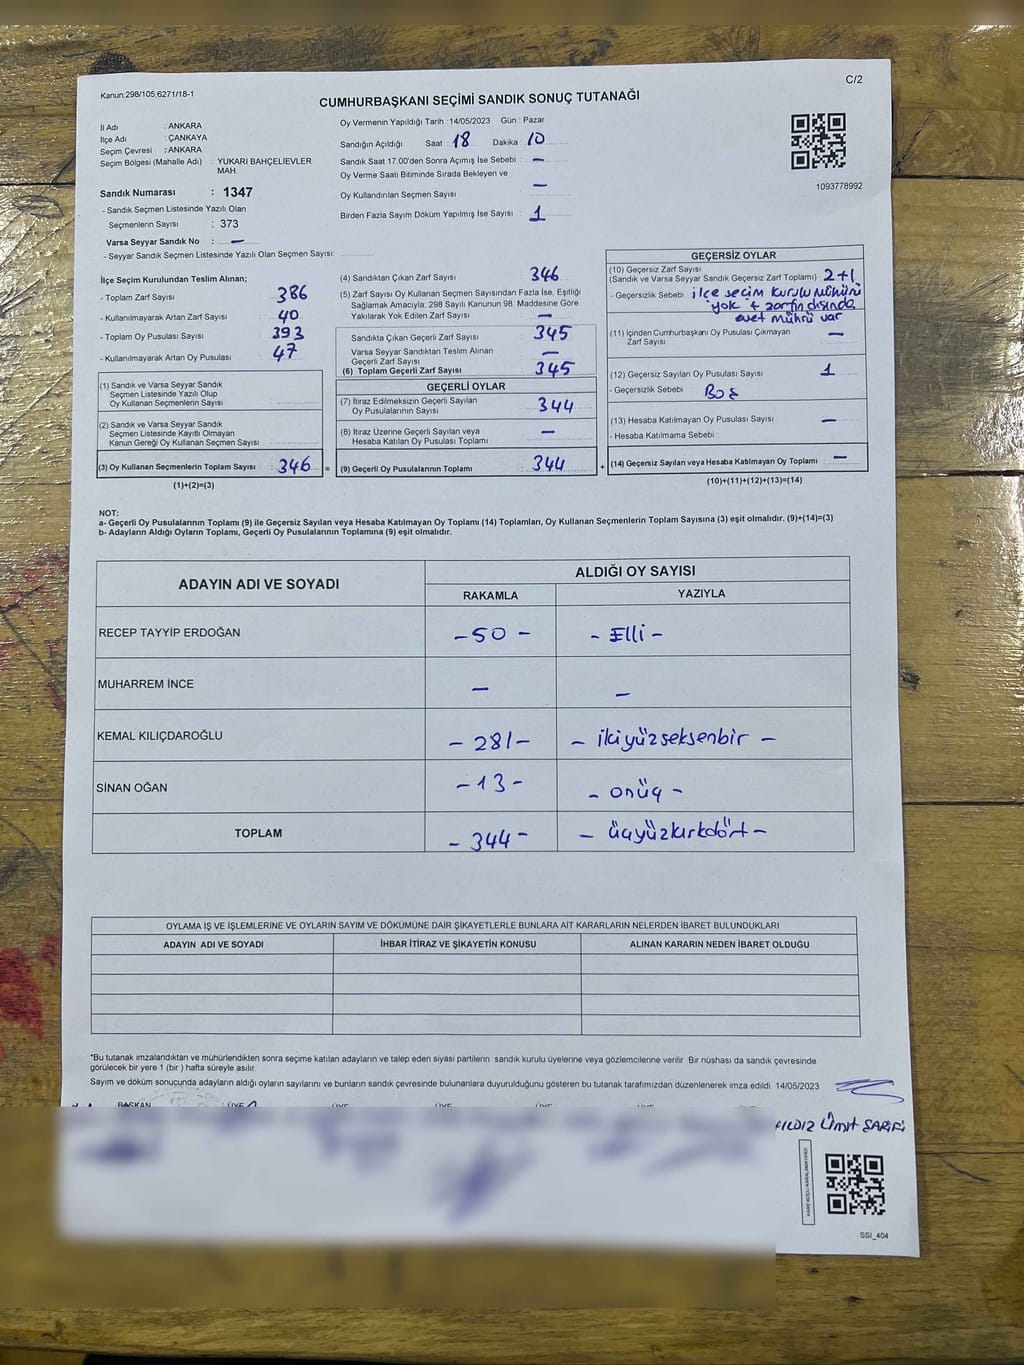 Kanun:298/105;6271/18-1
C/2
CUMHURBAŞKANI SEÇİMİ SANDIK SONUÇ TUTANAĞI
İl Adı : ANKARA
İlçe Adı : ÇANKAYA
Seçim Çevresi : ANKARA
Seçim Bölgesi (Mahalle Adı) : YUKARI BAHÇELİEVLER
MAH.
Sandık Numarası : 1347
- Sandık Seçmen Listesinde Yazılı Olan
Seçmenlerin Sayısı : 373
Varsa Seyyar Sandık No : —
- Seyyar Sandık Seçmen Listesinde Yazılı Olan Seçmen Sayısı:
Oy Vermenin Yapıldığı Tarih : 14/05/2023 Gün : Pazar
Sandığın Açıldığı Saat : 18 Dakika : 10
Sandık Saat 17:00'den Sonra Açımış İse Sebebi : —
Oy Verme Saati Bitiminde Sırada Bekleyen ve
Oy Kullandırılan Seçmen Sayısı : —
Birden Fazla Sayım Döküm Yapılmış İse Sayısı : 1
1093778992
İlçe Seçim Kurulundan Teslim Alınan;
- Toplam Zarf Sayısı : 386
- Kullanılmayarak Artan Zarf Sayısı : 40
- Toplam Oy Pusulası Sayısı : 393
- Kullanılmayarak Artan Oy Pusulası : 47
(1) Sandık ve Varsa Seyyar Sandık
Seçmen Listesinde Yazılı Olup
Oy Kullanan Seçmenlerin Sayısı
(2) Sandık ve Varsa Seyyar Sandık
Seçmen Listesinde Kayıtlı Olmayan
Kanun Gereği Oy Kullanan Seçmen Sayısı
(3) Oy Kullanan Seçmenlerin Toplam Sayısı : 346 =
(1)+(2)=(3)
(4) Sandıktan Çıkan Zarf Sayısı : 346
(5) Zarf Sayısı Oy Kullanan Seçmen Sayısından Fazla İse, Eşitliği
Sağlamak Amacıyla, 298 Sayılı Kanunun 98. Maddesine Göre
Yakılarak Yok Edilen Zarf Sayısı : —
Sandıkta Çıkan Geçerli Zarf Sayısı : 345
Varsa Seyyar Sandıktan Teslim Alınan
Geçerli Zarf Sayısı : —
(6) Toplam Geçerli Zarf Sayısı : 345
GEÇERLİ OYLAR
(7) İtiraz Edilmeksizin Geçerli Sayılan
Oy Pusulalarının Sayısı : 344
(8) İtiraz Üzerine Geçerli Sayılan veya
Hesaba Katılan Oy Pusulası Toplamı : —
(9) Geçerli Oy Pusulalarının Toplamı : 344 +
GEÇERSİZ OYLAR
(10) Geçersiz Zarf Sayısı
(Sandık ve Varsa Seyyar Sandık Geçersiz Zarf Toplamı) : 2+1
- Geçersizlik Sebebi : ilçe seçim kurulu mührü
yok + zarfın dışında
evet mührü var
(11) İçinden Cumhurbaşkanı Oy Pusulası Çıkmayan
Zarf Sayısı : —
(12) Geçersiz Sayılan Oy Pusulası Sayısı : 1
- Geçersizlik Sebebi : Boş
(13) Hesaba Katılmayan Oy Pusulası Sayısı : —
- Hesaba Katılmama Sebebi :
(14) Geçersiz Sayılan veya Hesaba Katılmayan Oy Toplamı : —
(10)+(11)+(12)+(13)=(14)
NOT:
a- Geçerli Oy Pusulalarının Toplamı (9) ile Geçersiz Sayılan veya Hesaba Katılmayan Oy Toplamı (14) Toplamları, Oy Kullanan Seçmenlerin Toplam Sayısına (3) eşit olmalıdır. (9)+(14)=(3)
b- Adayların Aldığı Oyların Toplamı, Geçerli Oy Pusulalarının Toplamına (9) eşit olmalıdır.
ADAYIN ADI VE SOYADI ALDIĞI OY SAYISI
RAKAMLA YAZIYLA
RECEP TAYYİP ERDOĞAN – 50 – – Elli –
MUHARREM İNCE — —
KEMAL KILIÇDAROĞLU – 281 – – ikiyüzseksenbir –
SİNAN OĞAN – 13 – – onüç –
TOPLAM – 344 – – üçyüzkırkdört –
OYLAMA İŞ VE İŞLEMLERİNE VE OYLARIN SAYIM VE DÖKÜMÜNE DAİR ŞİKAYETLERLE BUNLARA AİT KARARLARIN NELERDEN İBARET BULUNDUKLARI
ADAYIN ADI VE SOYADI İHBAR İTİRAZ VE ŞİKAYETİN KONUSU ALINAN KARARIN NEDEN İBARET OLDUĞU
"Bu tutanak imzalandıktan ve mühürlendikten sonra seçime katılan adayların ve talep eden siyasi partilerin sandık kurulu üyelerine veya gözlemcilerine verilir. Bir nüshası da sandık çevresinde
görülecek bir yere 1 (bir) hafta süreyle asılır.
Sayım ve döküm sonucunda adayların aldığı oyların sayılarını ve bunların sandık çevresinde bulunanlara duyurulduğunu gösteren bu tutanak tarafımızdan düzenlenerek imza edildi. 14/05/2023
BAŞKAN ÜYE ÜYE ÜYE ÜYE ÜYE ÜYE
SSİ_404